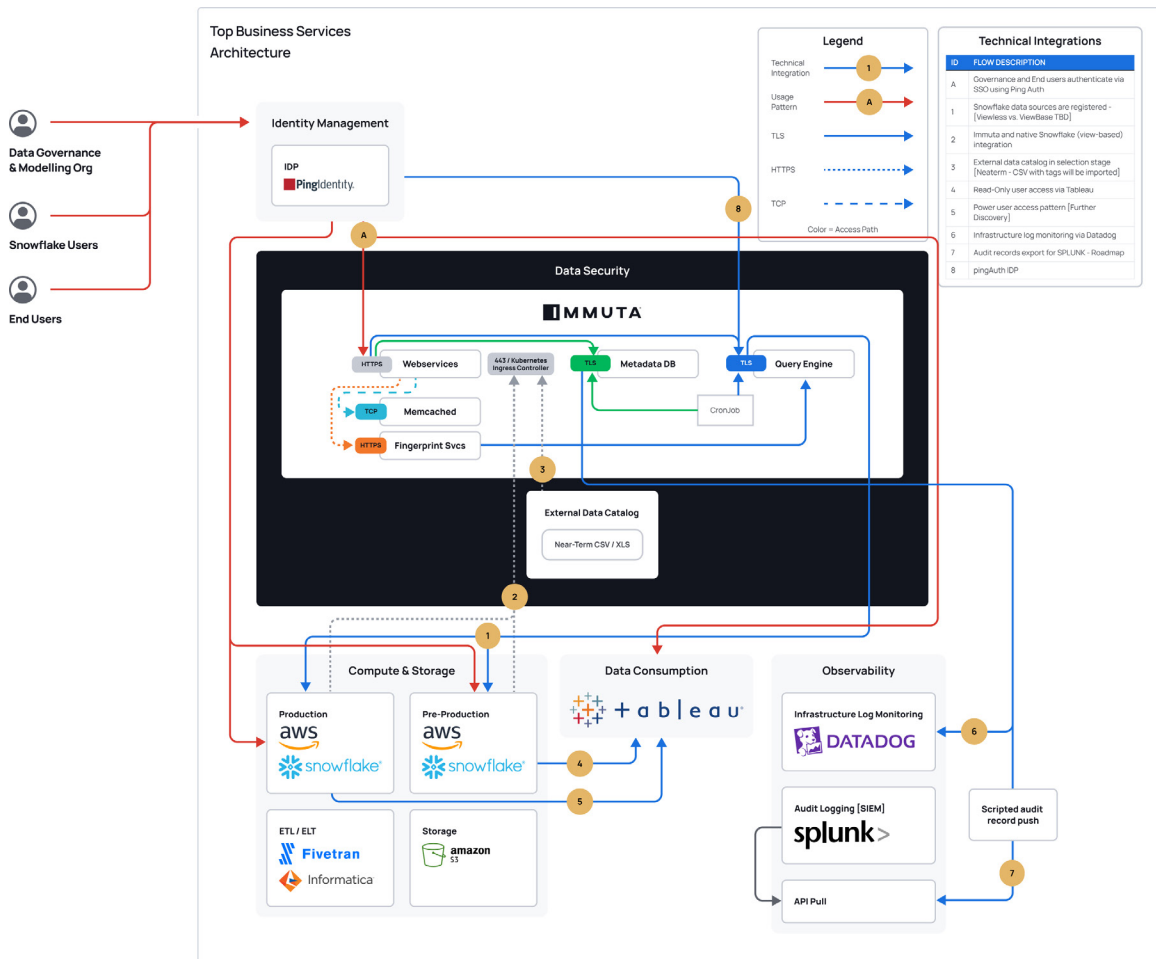 Top Business Services
Architecture
Legend
Technical
Integration
1
Usage
Pattern
A
TLS
HTTPS
TCP
Color = Access Path
Technical Integrations
ID FLOW DESCRIPTION
A Governance and End users authenticate via
SSO using Ping Auth
1 Snowflake data sources are registered -
[Viewless vs. ViewBase TBD]
2 Immuta and native Snowflake (view-based)
integration
3 External data catalog in selection stage
[Neaterm - CSV with tags will be imported]
4 Read-Only user access via Tableau
5 Power user access pattern [Further
Discovery]
6 Infrastructure log monitoring via Datadog
7 Audit records export for SPLUNK - Roadmap
8 pingAuth IDP
Data Governance
& Modelling Org
Snowflake Users
End Users
Identity Management
IDP
PingIdentity.
8
A
Data Security
IMMUTA
HTTPS Webservices
443 / Kubernetes
Ingress Controller
TLS Metadata DB
TLS Query Engine
TCP Memcached
CronJob
HTTPS Fingerprint Svcs
3
External Data Catalog
Near-Term CSV / XLS
2
1
Compute & Storage
Production
aws
snowflake
Pre-Production
aws
snowflake
ETL / ELT
Fivetran
Informatica
Storage
amazon
S3
4
5
Data Consumption
+ableau
Observability
Infrastructure Log Monitoring
DATADOG
6
Audit Logging [SIEM]
splunk>
Scripted audit
record push
7
API Pull